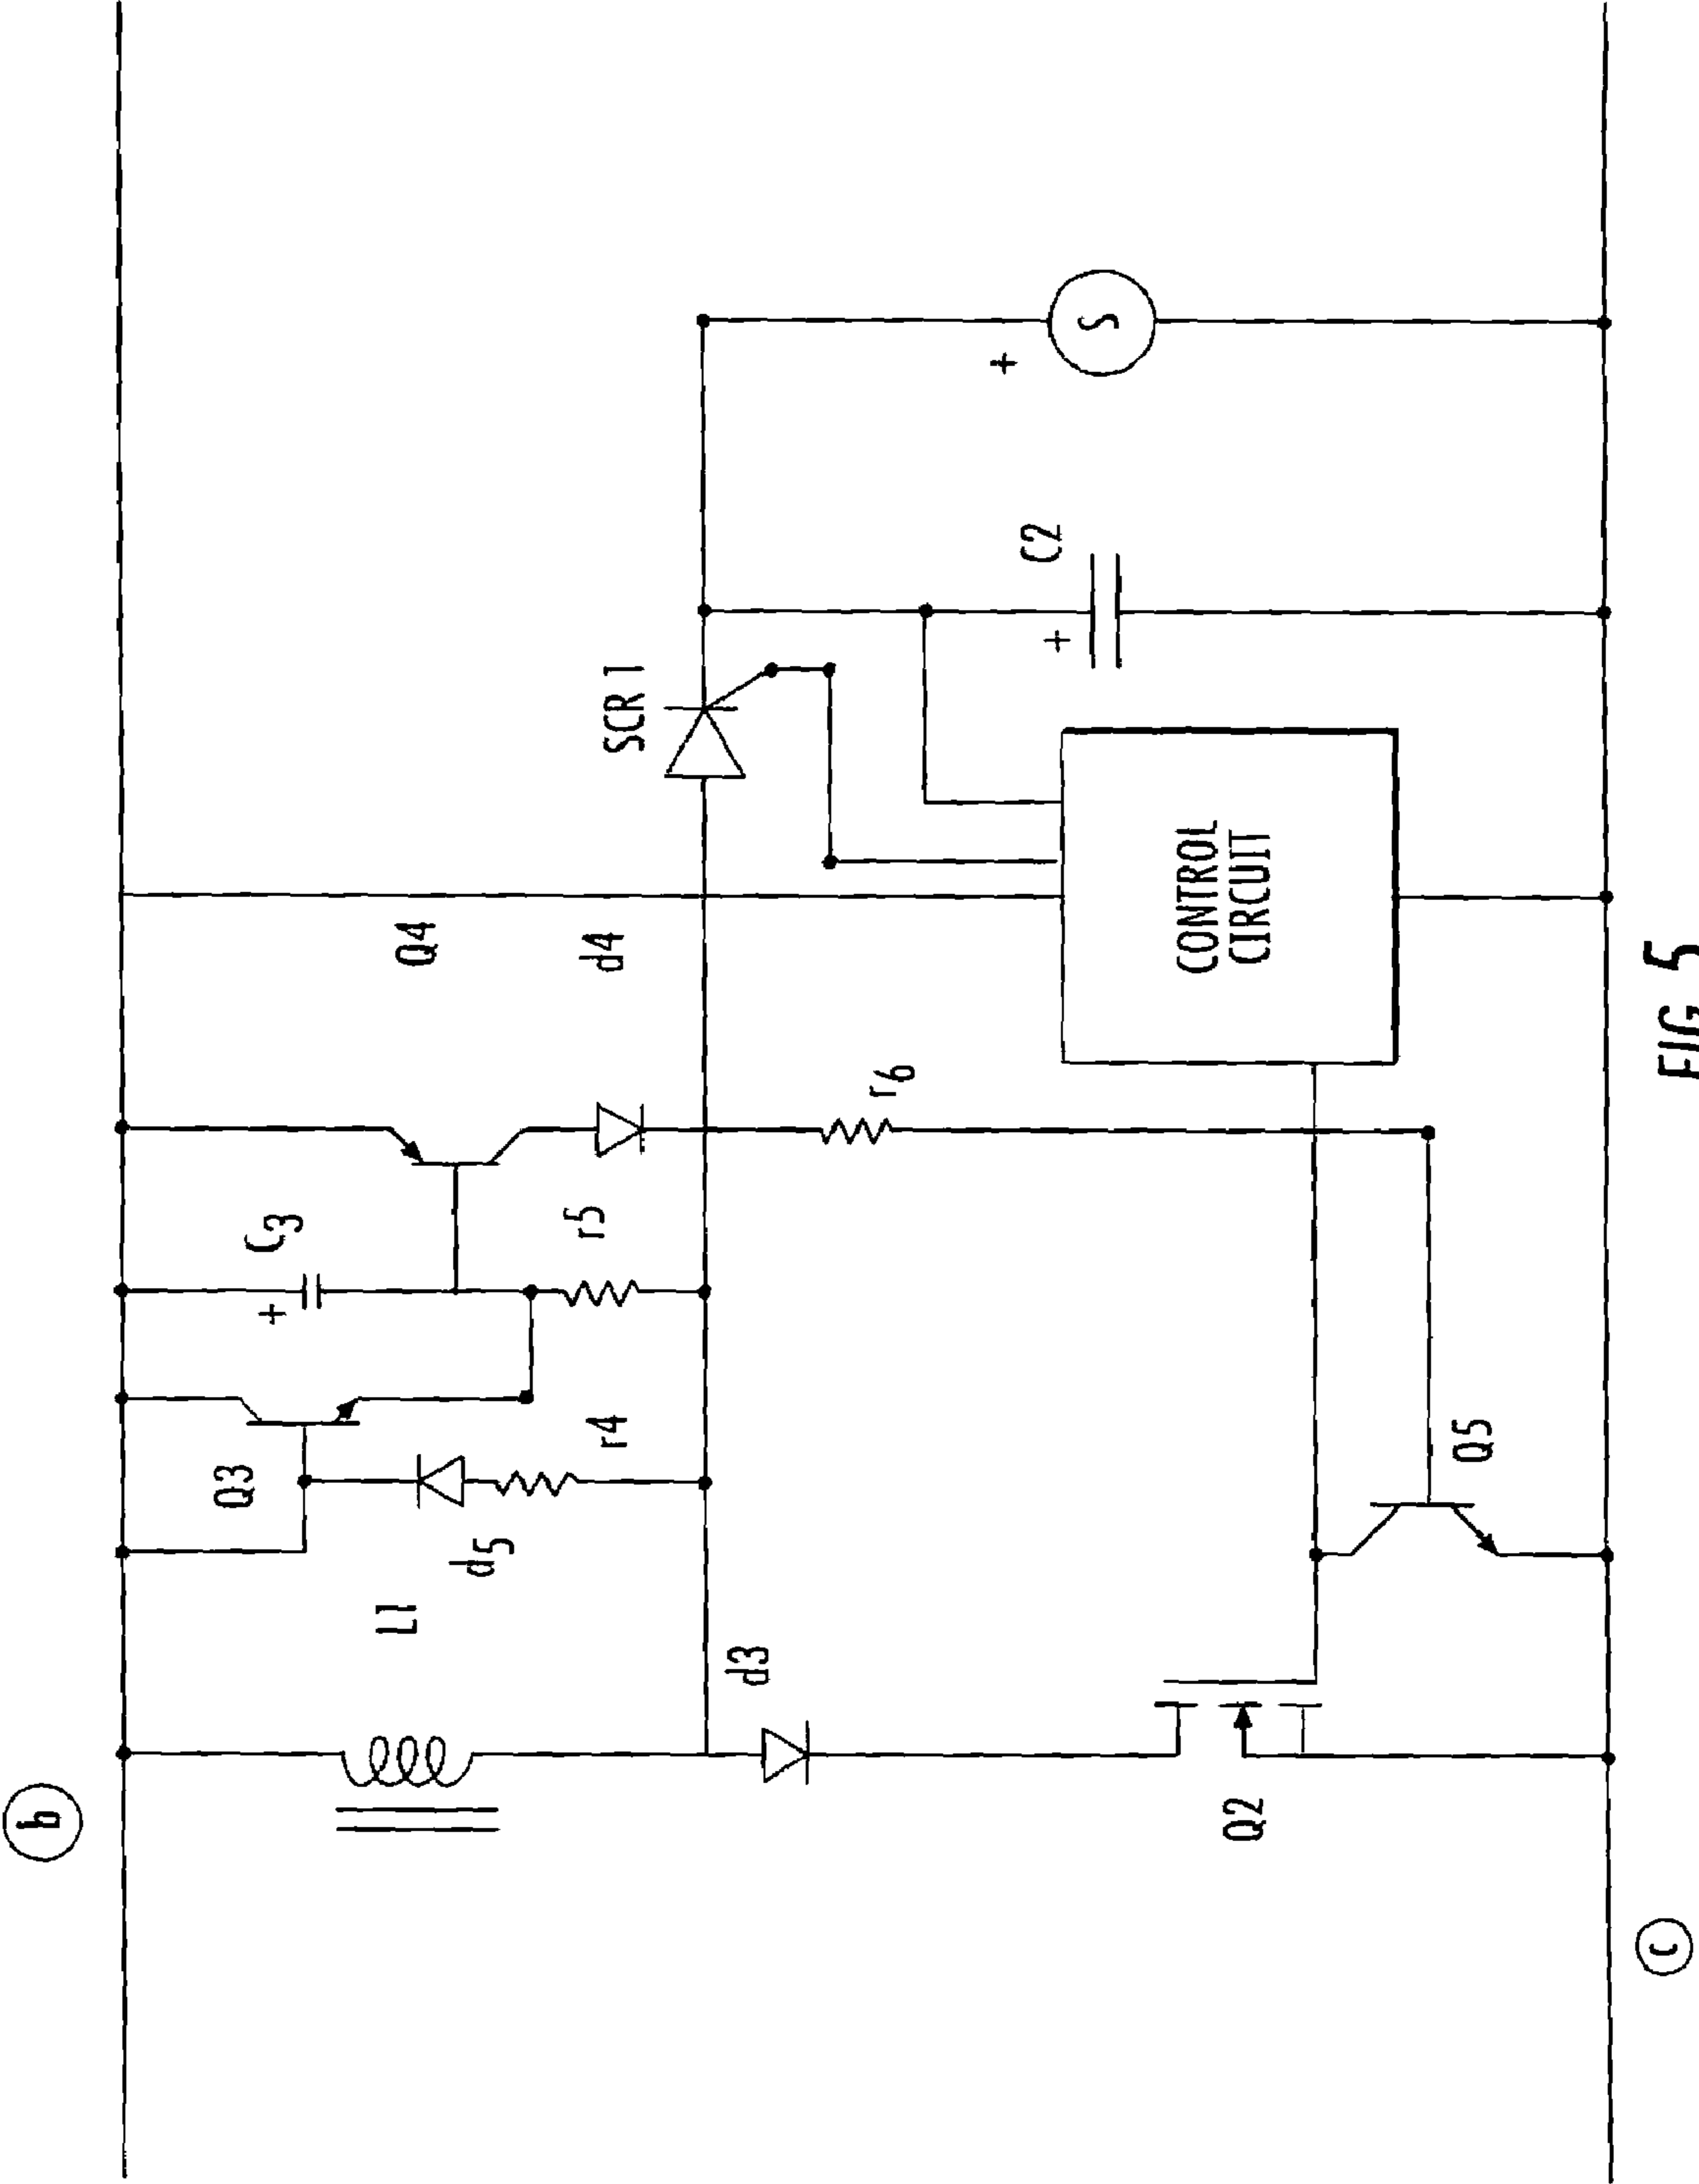 b
L1
Q3
d5
r4
C3
r5
Q4
d4
SCR 1
d3
r6
C2
+
+
+
S
CONTROL
CIRCUIT
Q2
Q5
c
FIG 5